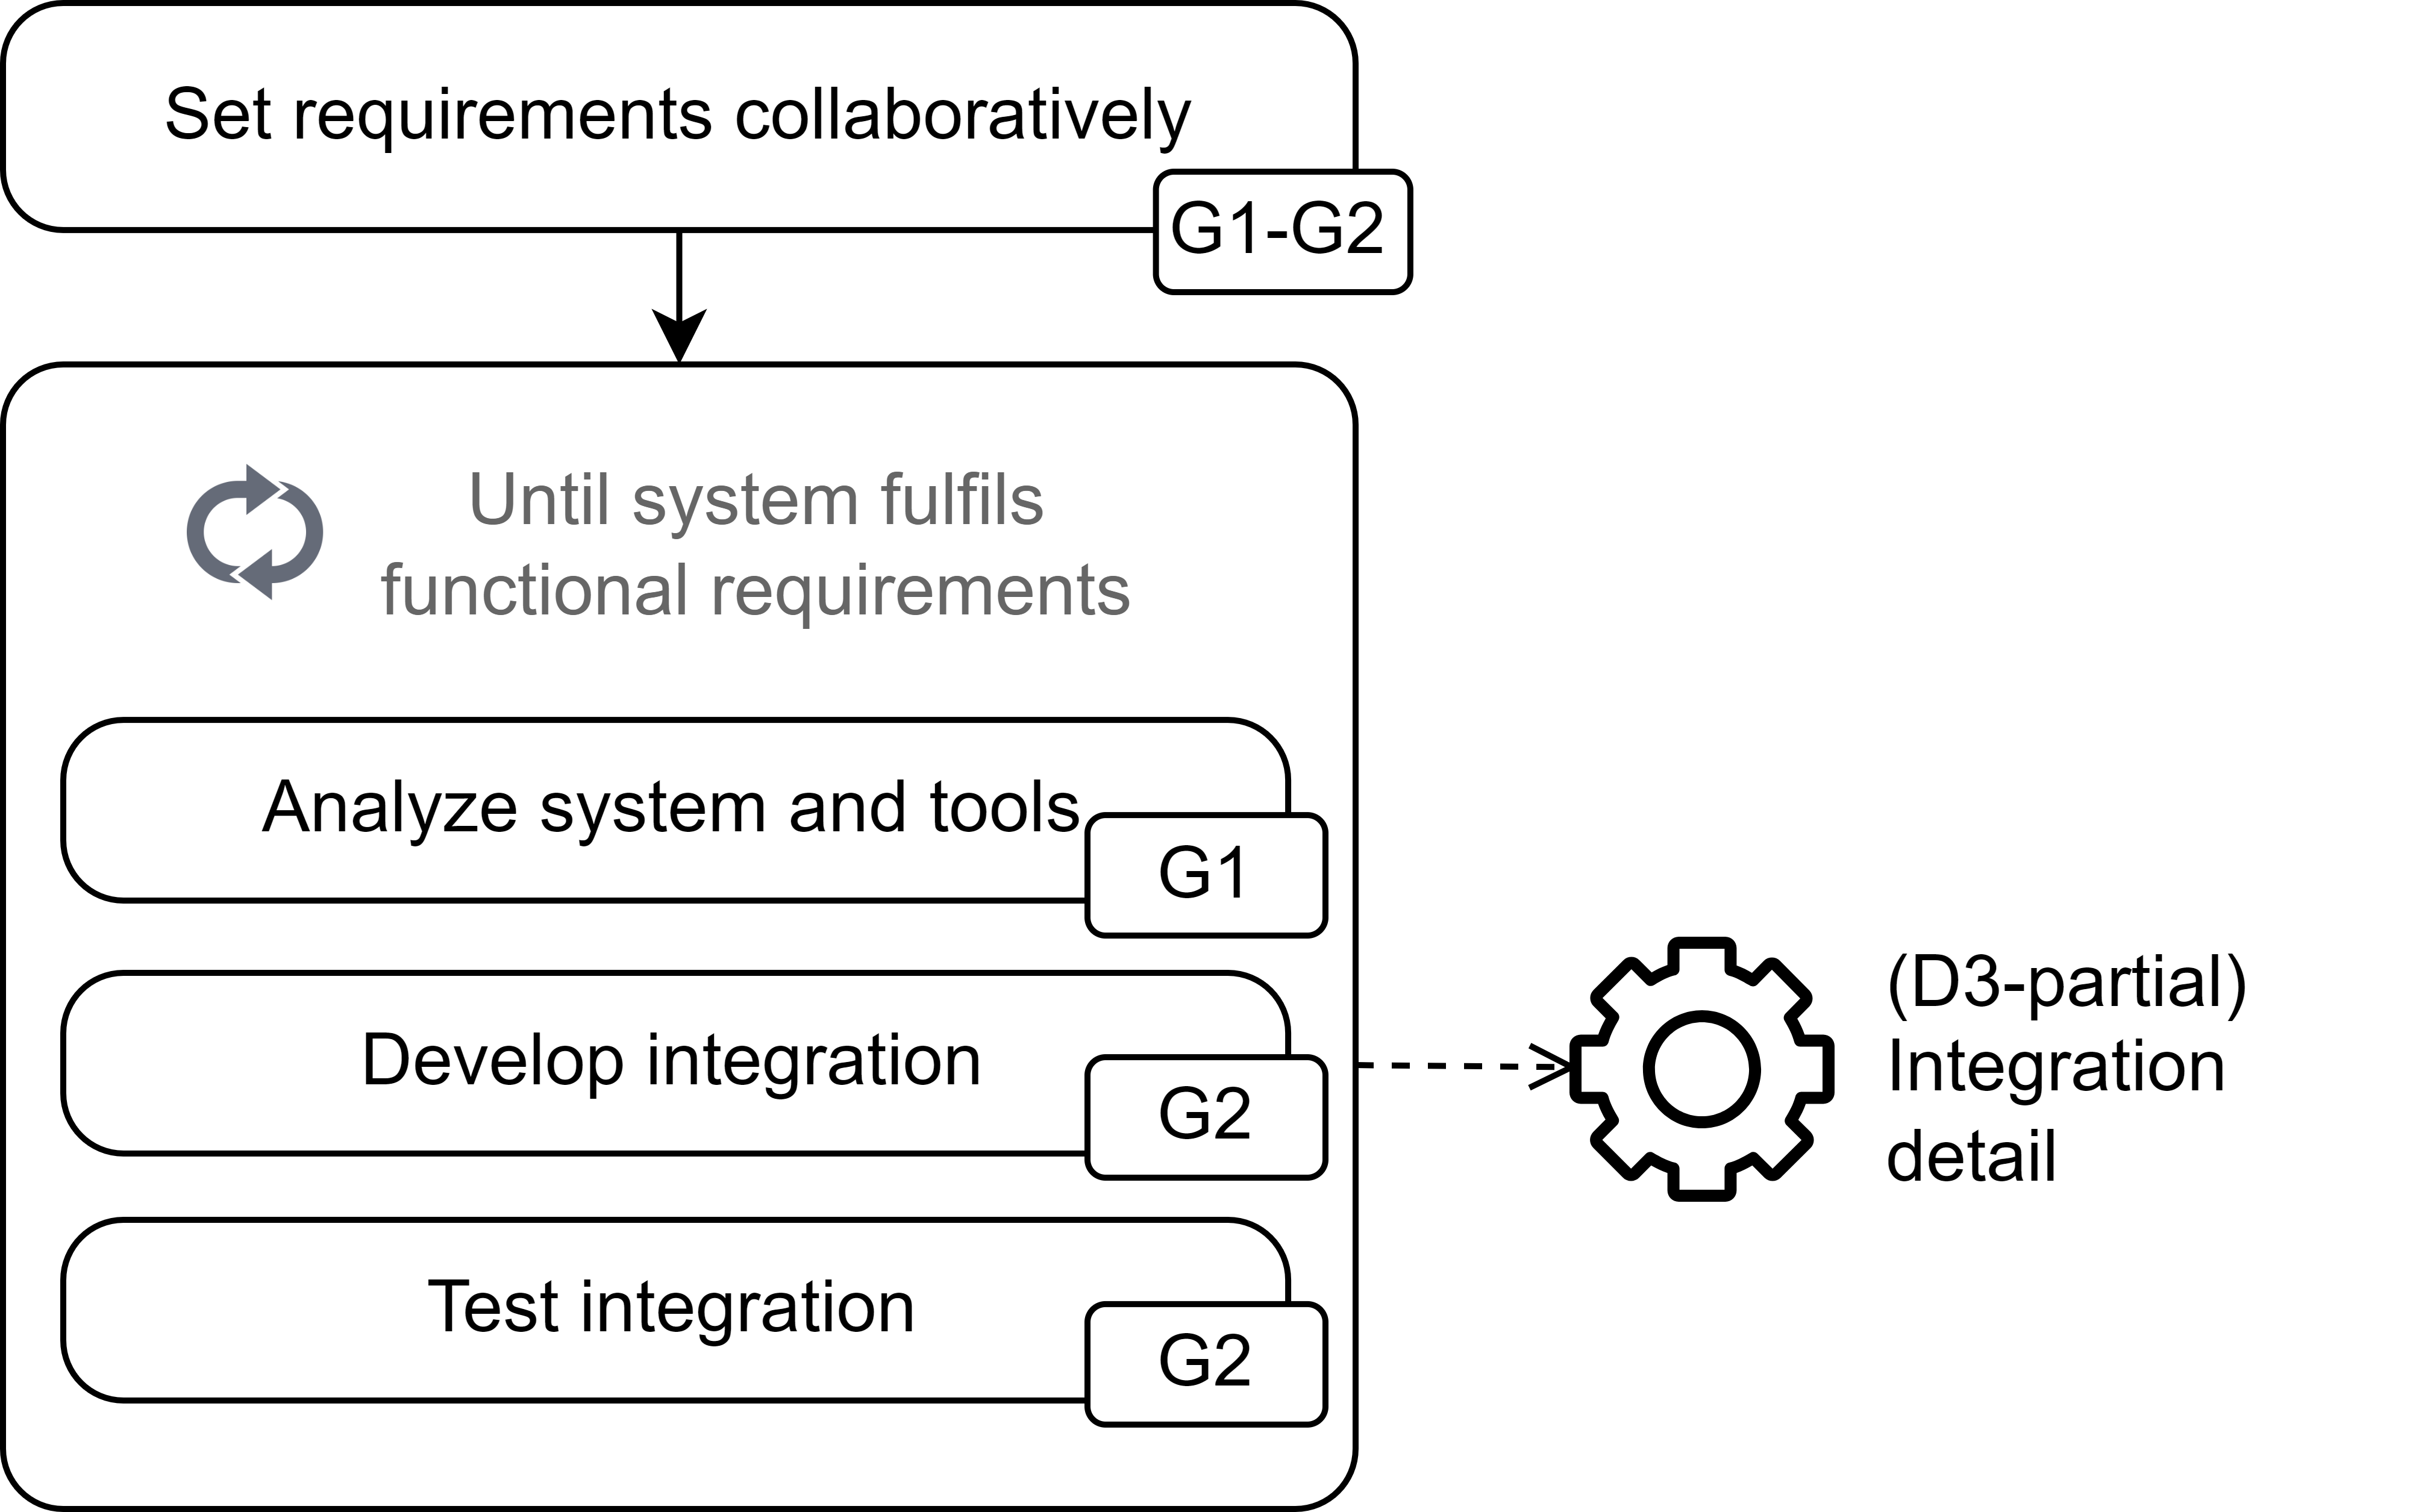 Set requirements collaboratively
G1-G2
Until system fulfils
functional requirements
Analyze system and tools
G1
Develop integration
G2
Test integration
G2
(D3-partial)
Integration
detail